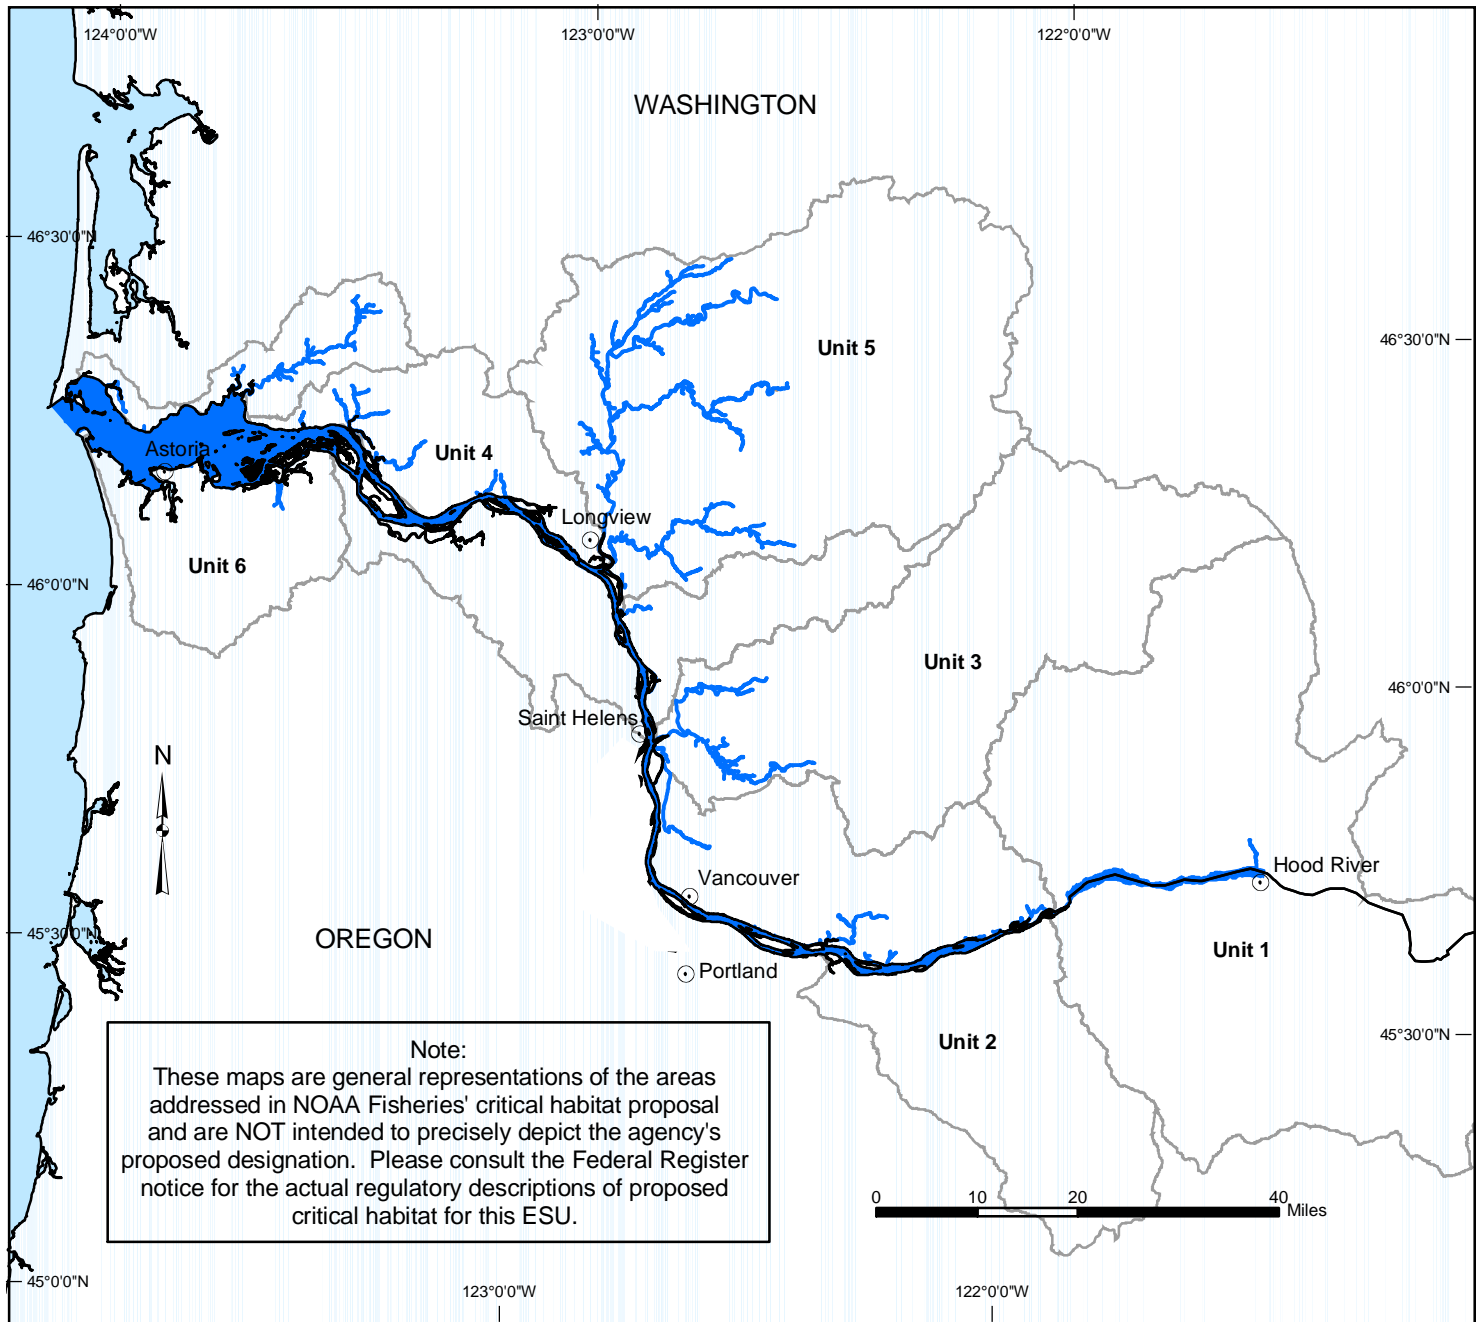 124°0'0"W
123°0'0"W
122°0'0"W
WASHINGTON
46°30'0"N
46°30'0"N
Unit 5
Astoria
Unit 4
Longview
Unit 6
46°0'0"N
Unit 3
46°0'0"N
Saint Helens
N
Hood River
Vancouver
45°30'0"N
OREGON
Unit 1
Portland
45°30'0"N
Unit 2
Note:
These maps are general representations of the areas
addressed in NOAA Fisheries' critical habitat proposal
and are NOT intended to precisely depict the agency's
proposed designation. Please consult the Federal Register
notice for the actual regulatory descriptions of proposed
critical habitat for this ESU.
0 10 20 40
Miles
45°0'0"N
123°0'0"W
122°0'0"W